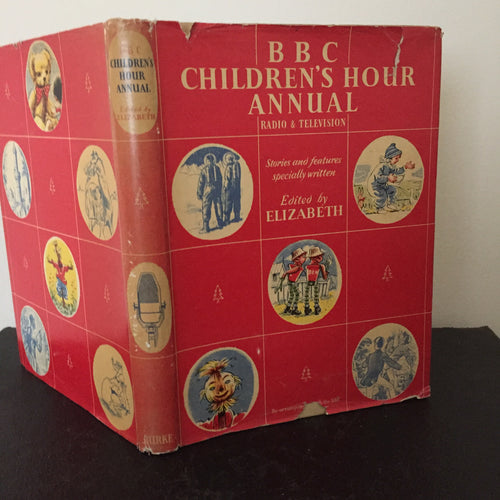 BBC
CHILDREN'S HOUR
ANNUAL
Edited by
ELIZABETH
BURKE
BBC
CHILDREN'S HOUR
ANNUAL
RADIO & TELEVISION
Stories and features
specially written
Edited by
ELIZABETH